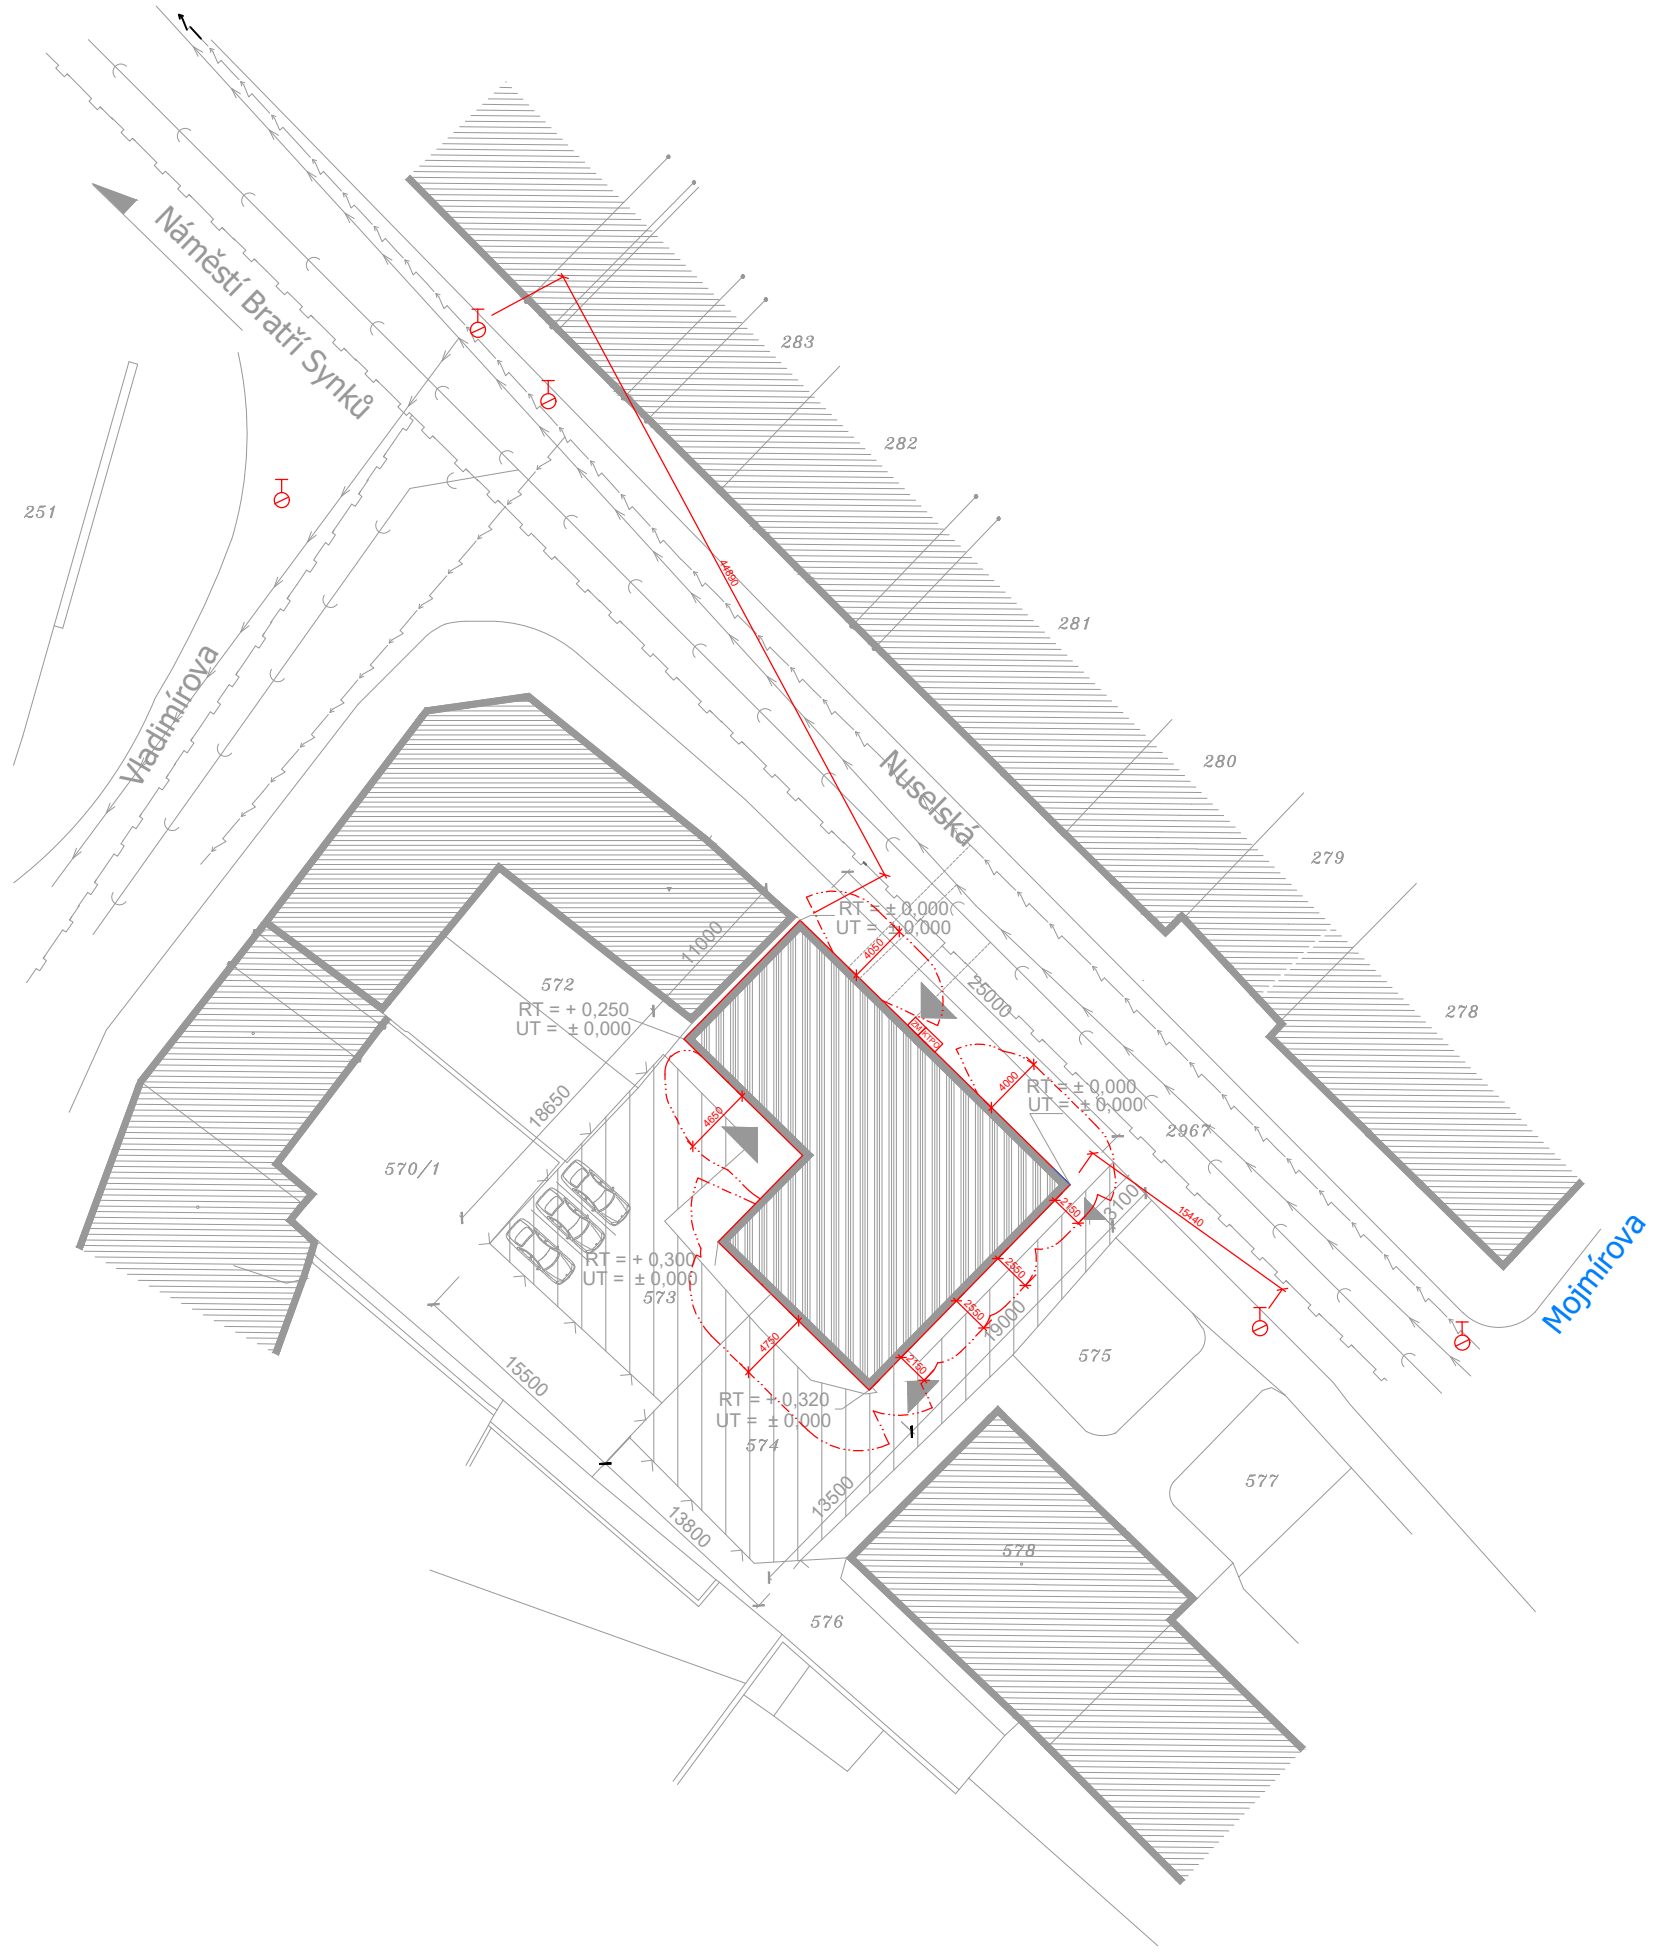 Náměstí Bratří Synků
283
282
251
44890
281
Vladimírova
Nuselská
280
279
RT = ± 0,000
UT = ± 0,000
11000
4050
572
25000
278
RT = + 0,250
UT = ± 0,000
ZM
KTPO
4000
RT = ± 0,000
UT = ± 0,000
18650
4650
2967
570/1
3100
2150
15440
Mojmírova
RT = + 0,300
UT = ± 0,000
573
2550
2550
19000
4750
575
2150
15500
RT = + 0,320
UT = ± 0,000
574
577
13500
13800
578
576